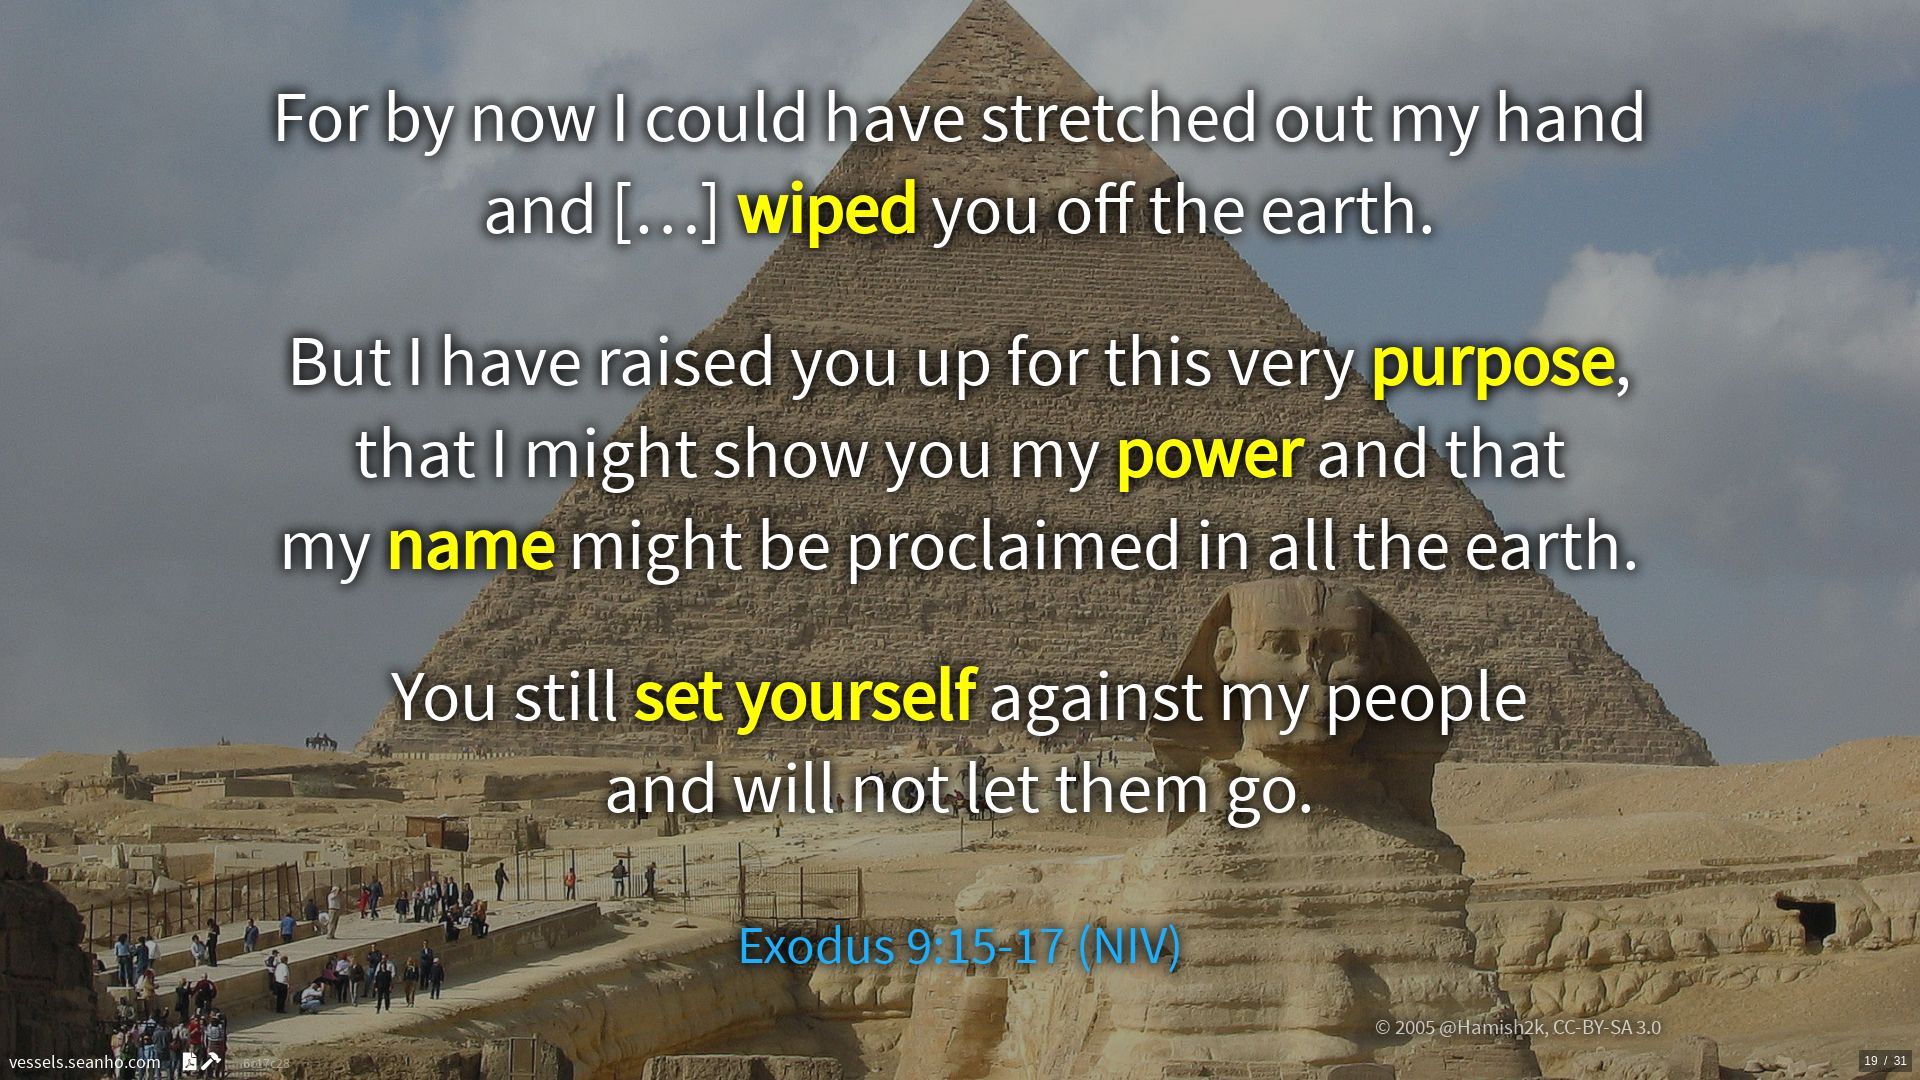 For by now I could have stretched out my hand
and […] wiped you off the earth.
But I have raised you up for this very purpose,
that I might show you my power and that
my name might be proclaimed in all the earth.
You still set yourself against my people
and will not let them go.
Exodus 9:15-17 (NIV)
© 2005 @Hamish2k, CC-BY-SA 3.0
vessels.seanho.com 6c17c28
19 / 31